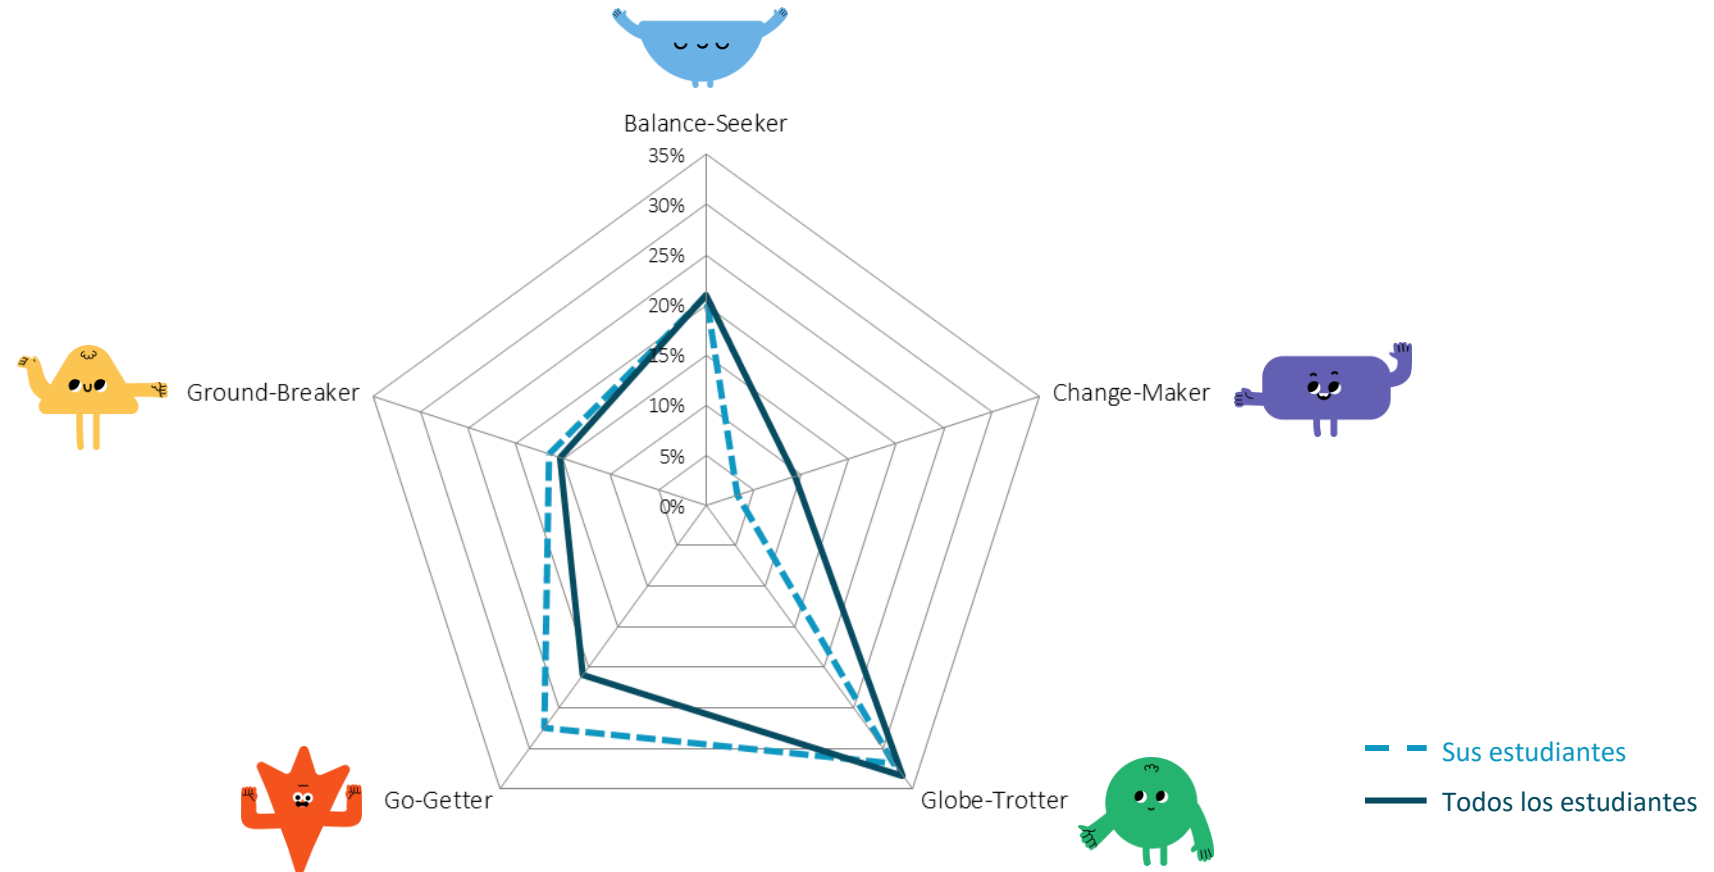 Balance-Seeker
35%
30%
25%
20%
15%
10%
5%
0%
Ground-Breaker
Change-Maker
Go-Getter
Globe-Trotter
Sus estudiantes
Todos los estudiantes